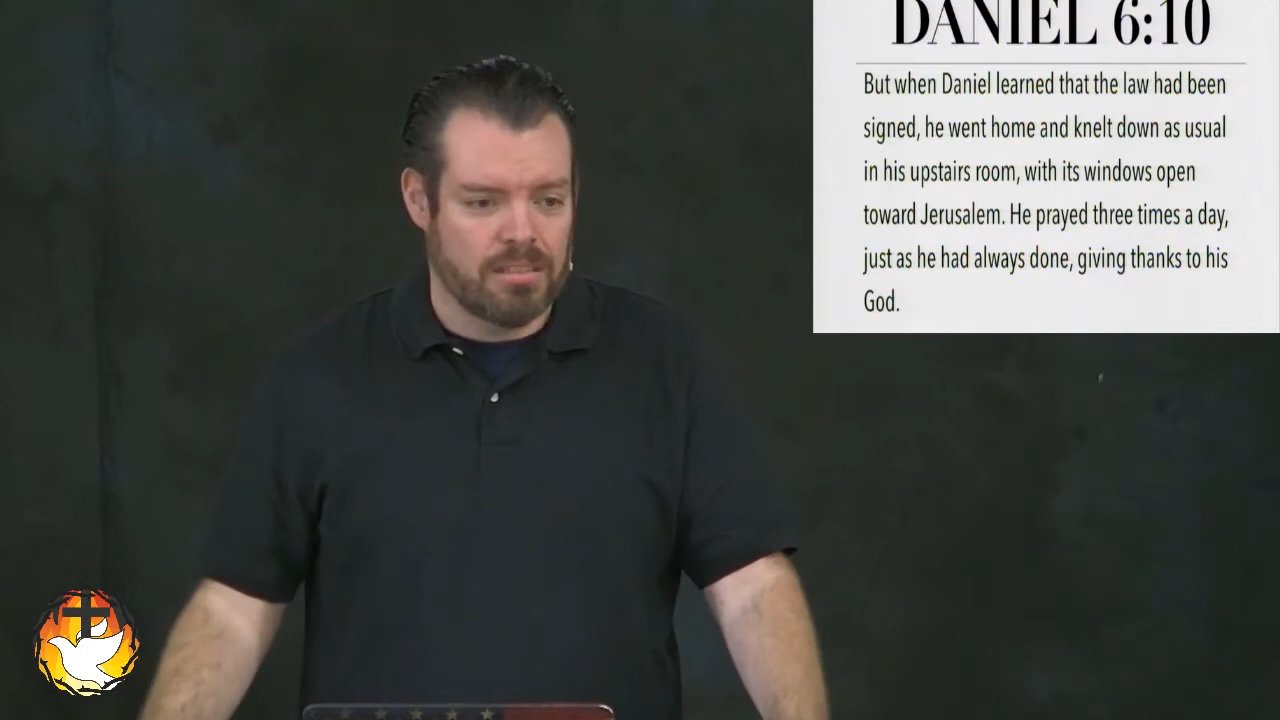 DANIEL 6:10
But when Daniel learned that the law had been
signed, he went home and knelt down as usual
in his upstairs room, with its windows open
toward Jerusalem. He prayed three times a day,
just as he had always done, giving thanks to his
God.